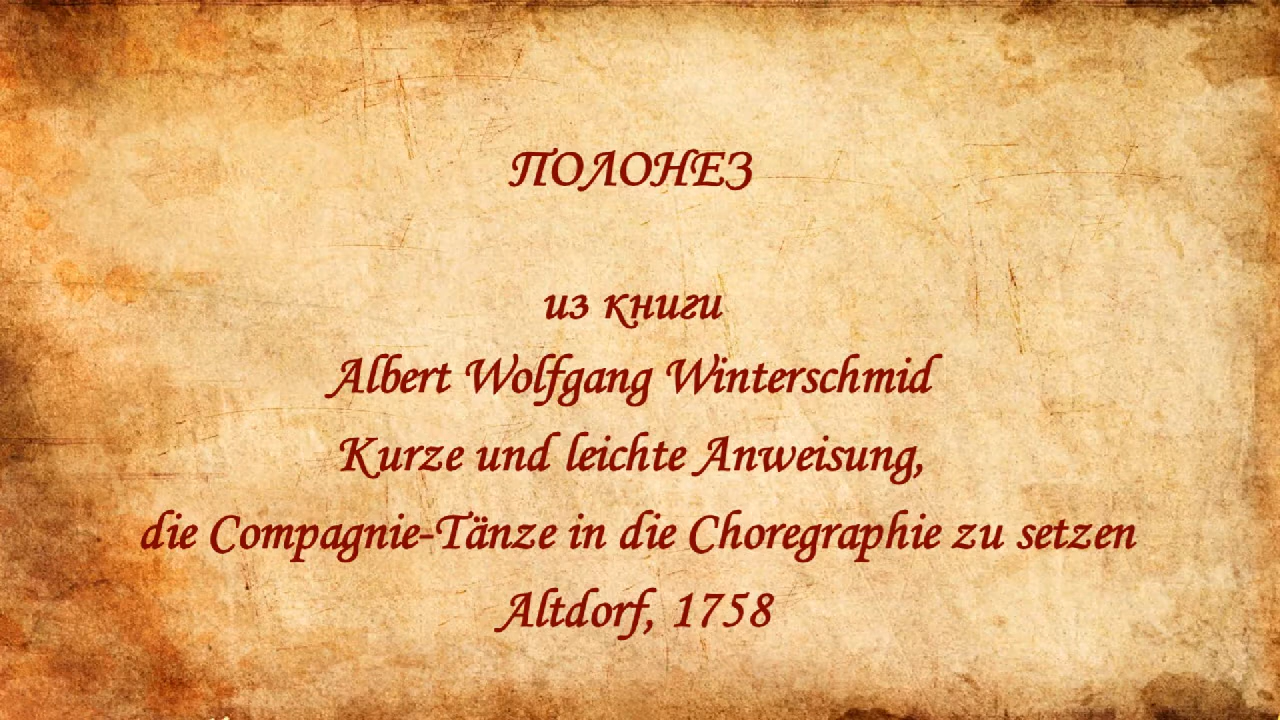 ПОЛОНЕЗ
из книги
Albert Wolfgang Winterschmid
Kurze und leichte Anweisung,
die Compagnie-Tänze in die Choregraphie zu setzen
Altdorf, 1758